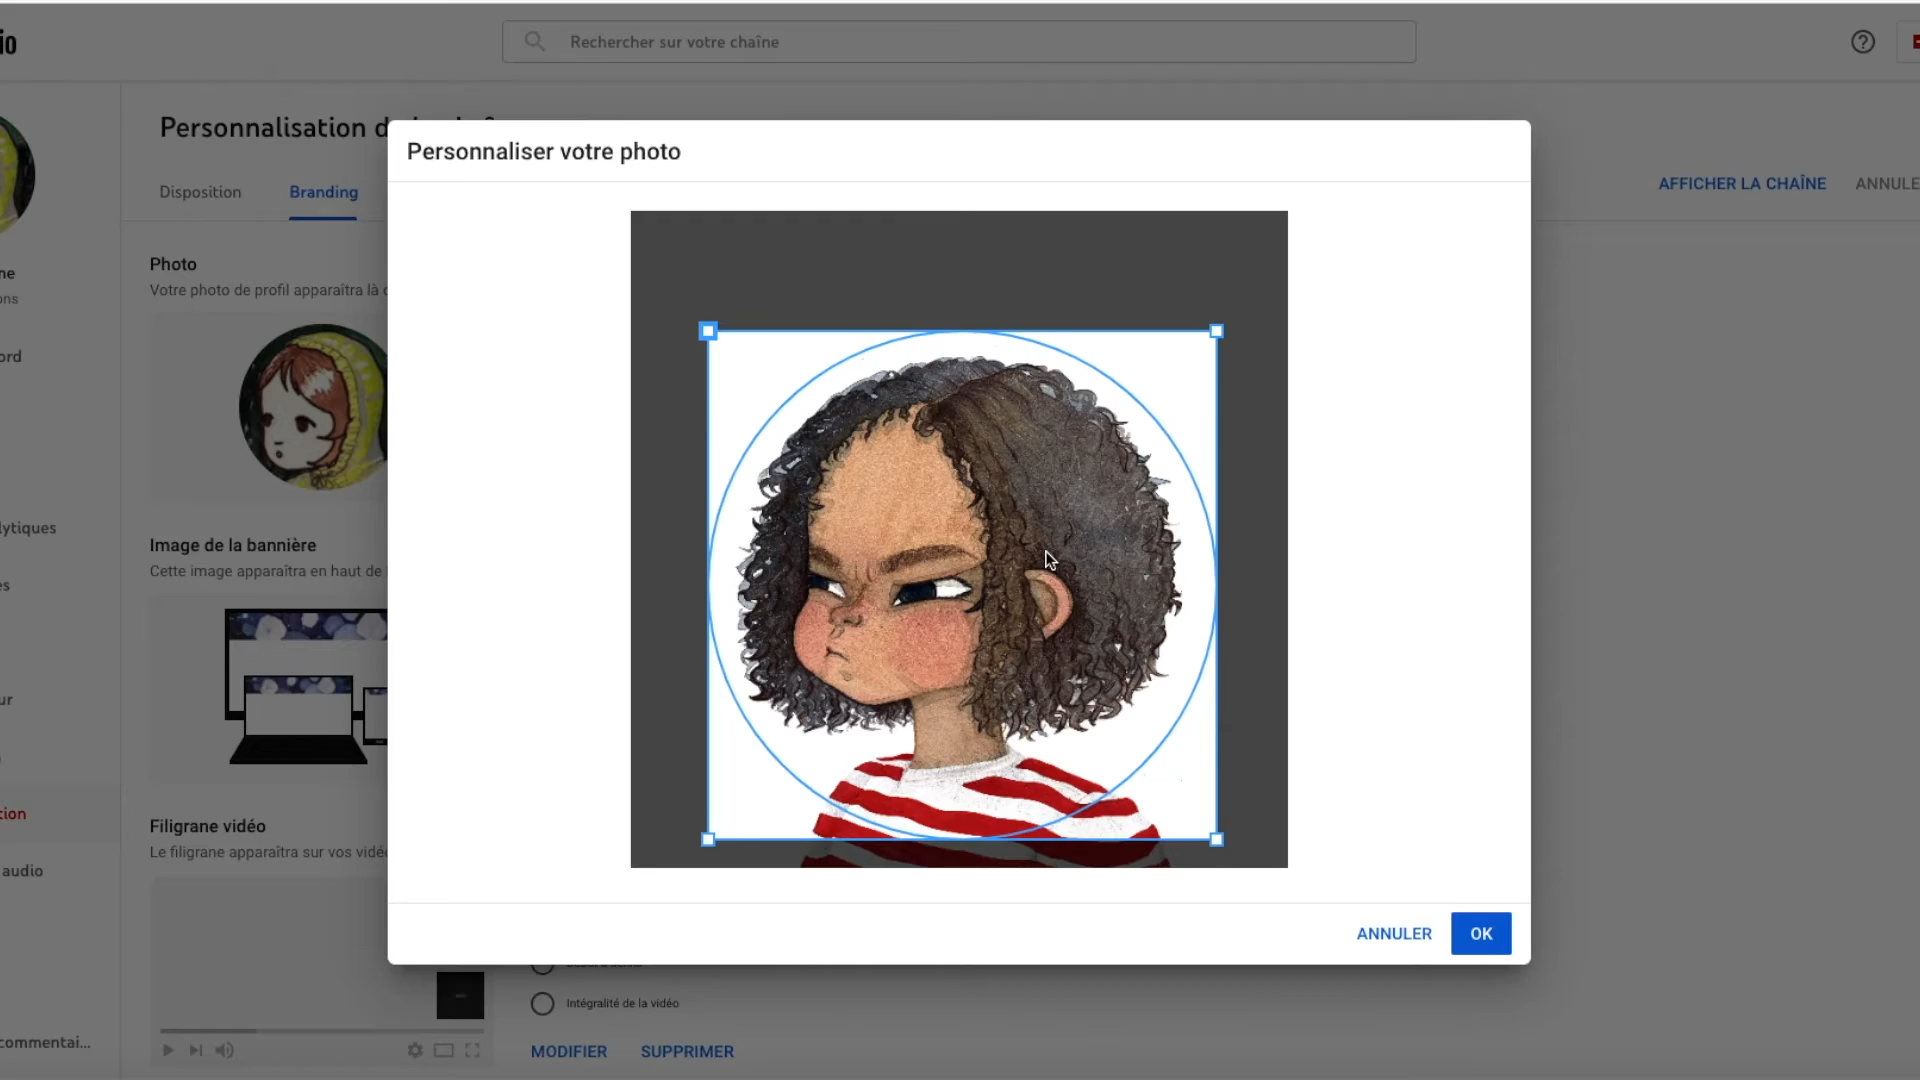 io
Rechercher sur votre chaîne
Personnalisation
Personnaliser votre photo
Disposition
Branding
AFFICHER LA CHAÎNE
ANNULE
Photo
Votre photo de profil apparaîtra là
ne
ons
ord
lytiques
es
ur
tion
audio
commentai...
Image de la bannière
Cette image apparaîtra en haut de
Filigrane vidéo
Le filigrane apparaîtra sur vos vidé
ANNULER
OK
Intégralité de la vidéo
MODIFIER
SUPPRIMER